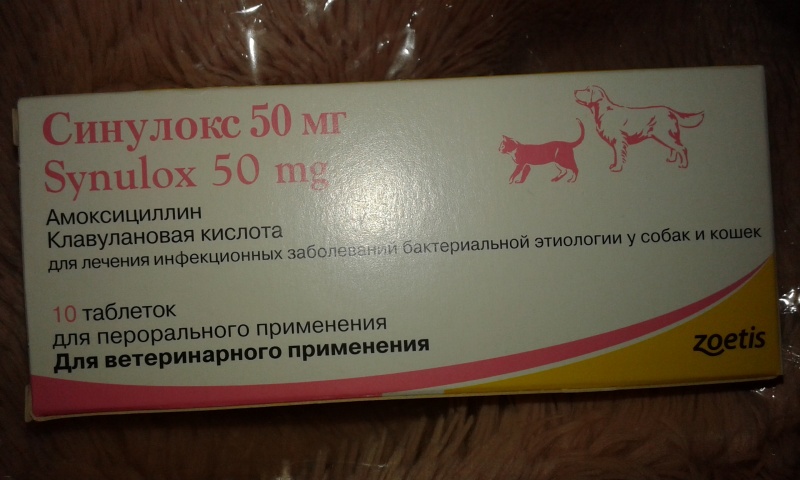 Синулокс 50 мг
Synulox 50 mg
Амоксициллин
Клавулановая кислота
для лечения инфекционных заболеваний бактериальной этиологии у собак и кошек
10 таблеток
для перорального применения
Для ветеринарного применения
zoetis